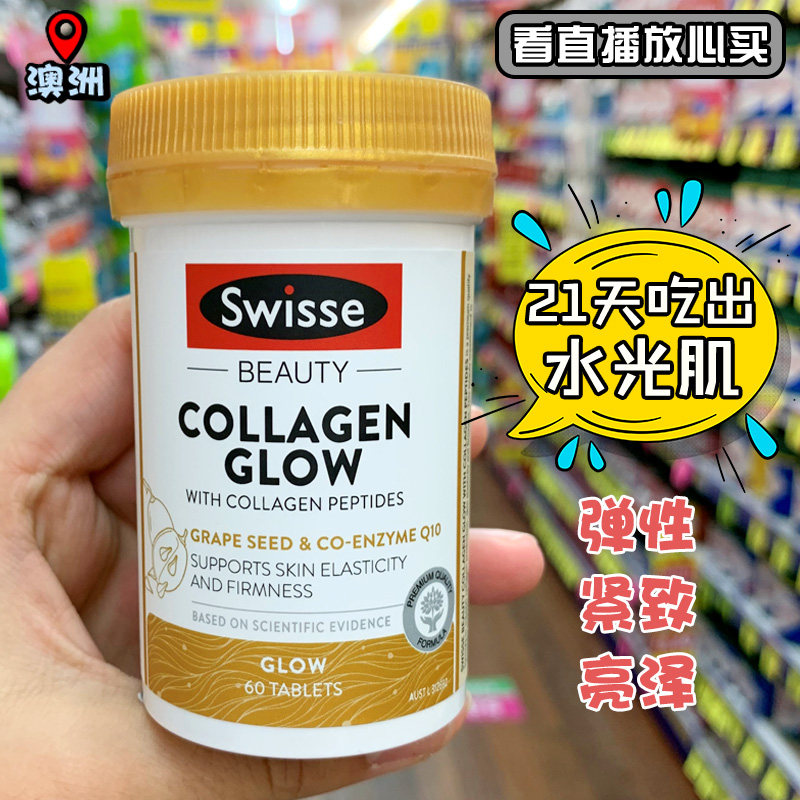 澳洲
看直播放心买
Swisse
BEAUTY
COLLAGEN
GLOW
WITH COLLAGEN PEPTIDES
GRAPE SEED & CO-ENZYME Q10
SUPPORTS SKIN ELASTICITY
AND FIRMNESS
BASED ON SCIENTIFIC EVIDENCE
PREMIUM QUALITY
FORMULA
GLOW
60 TABLETS
21天吃出
水光肌
弹性
紧致
亮泽